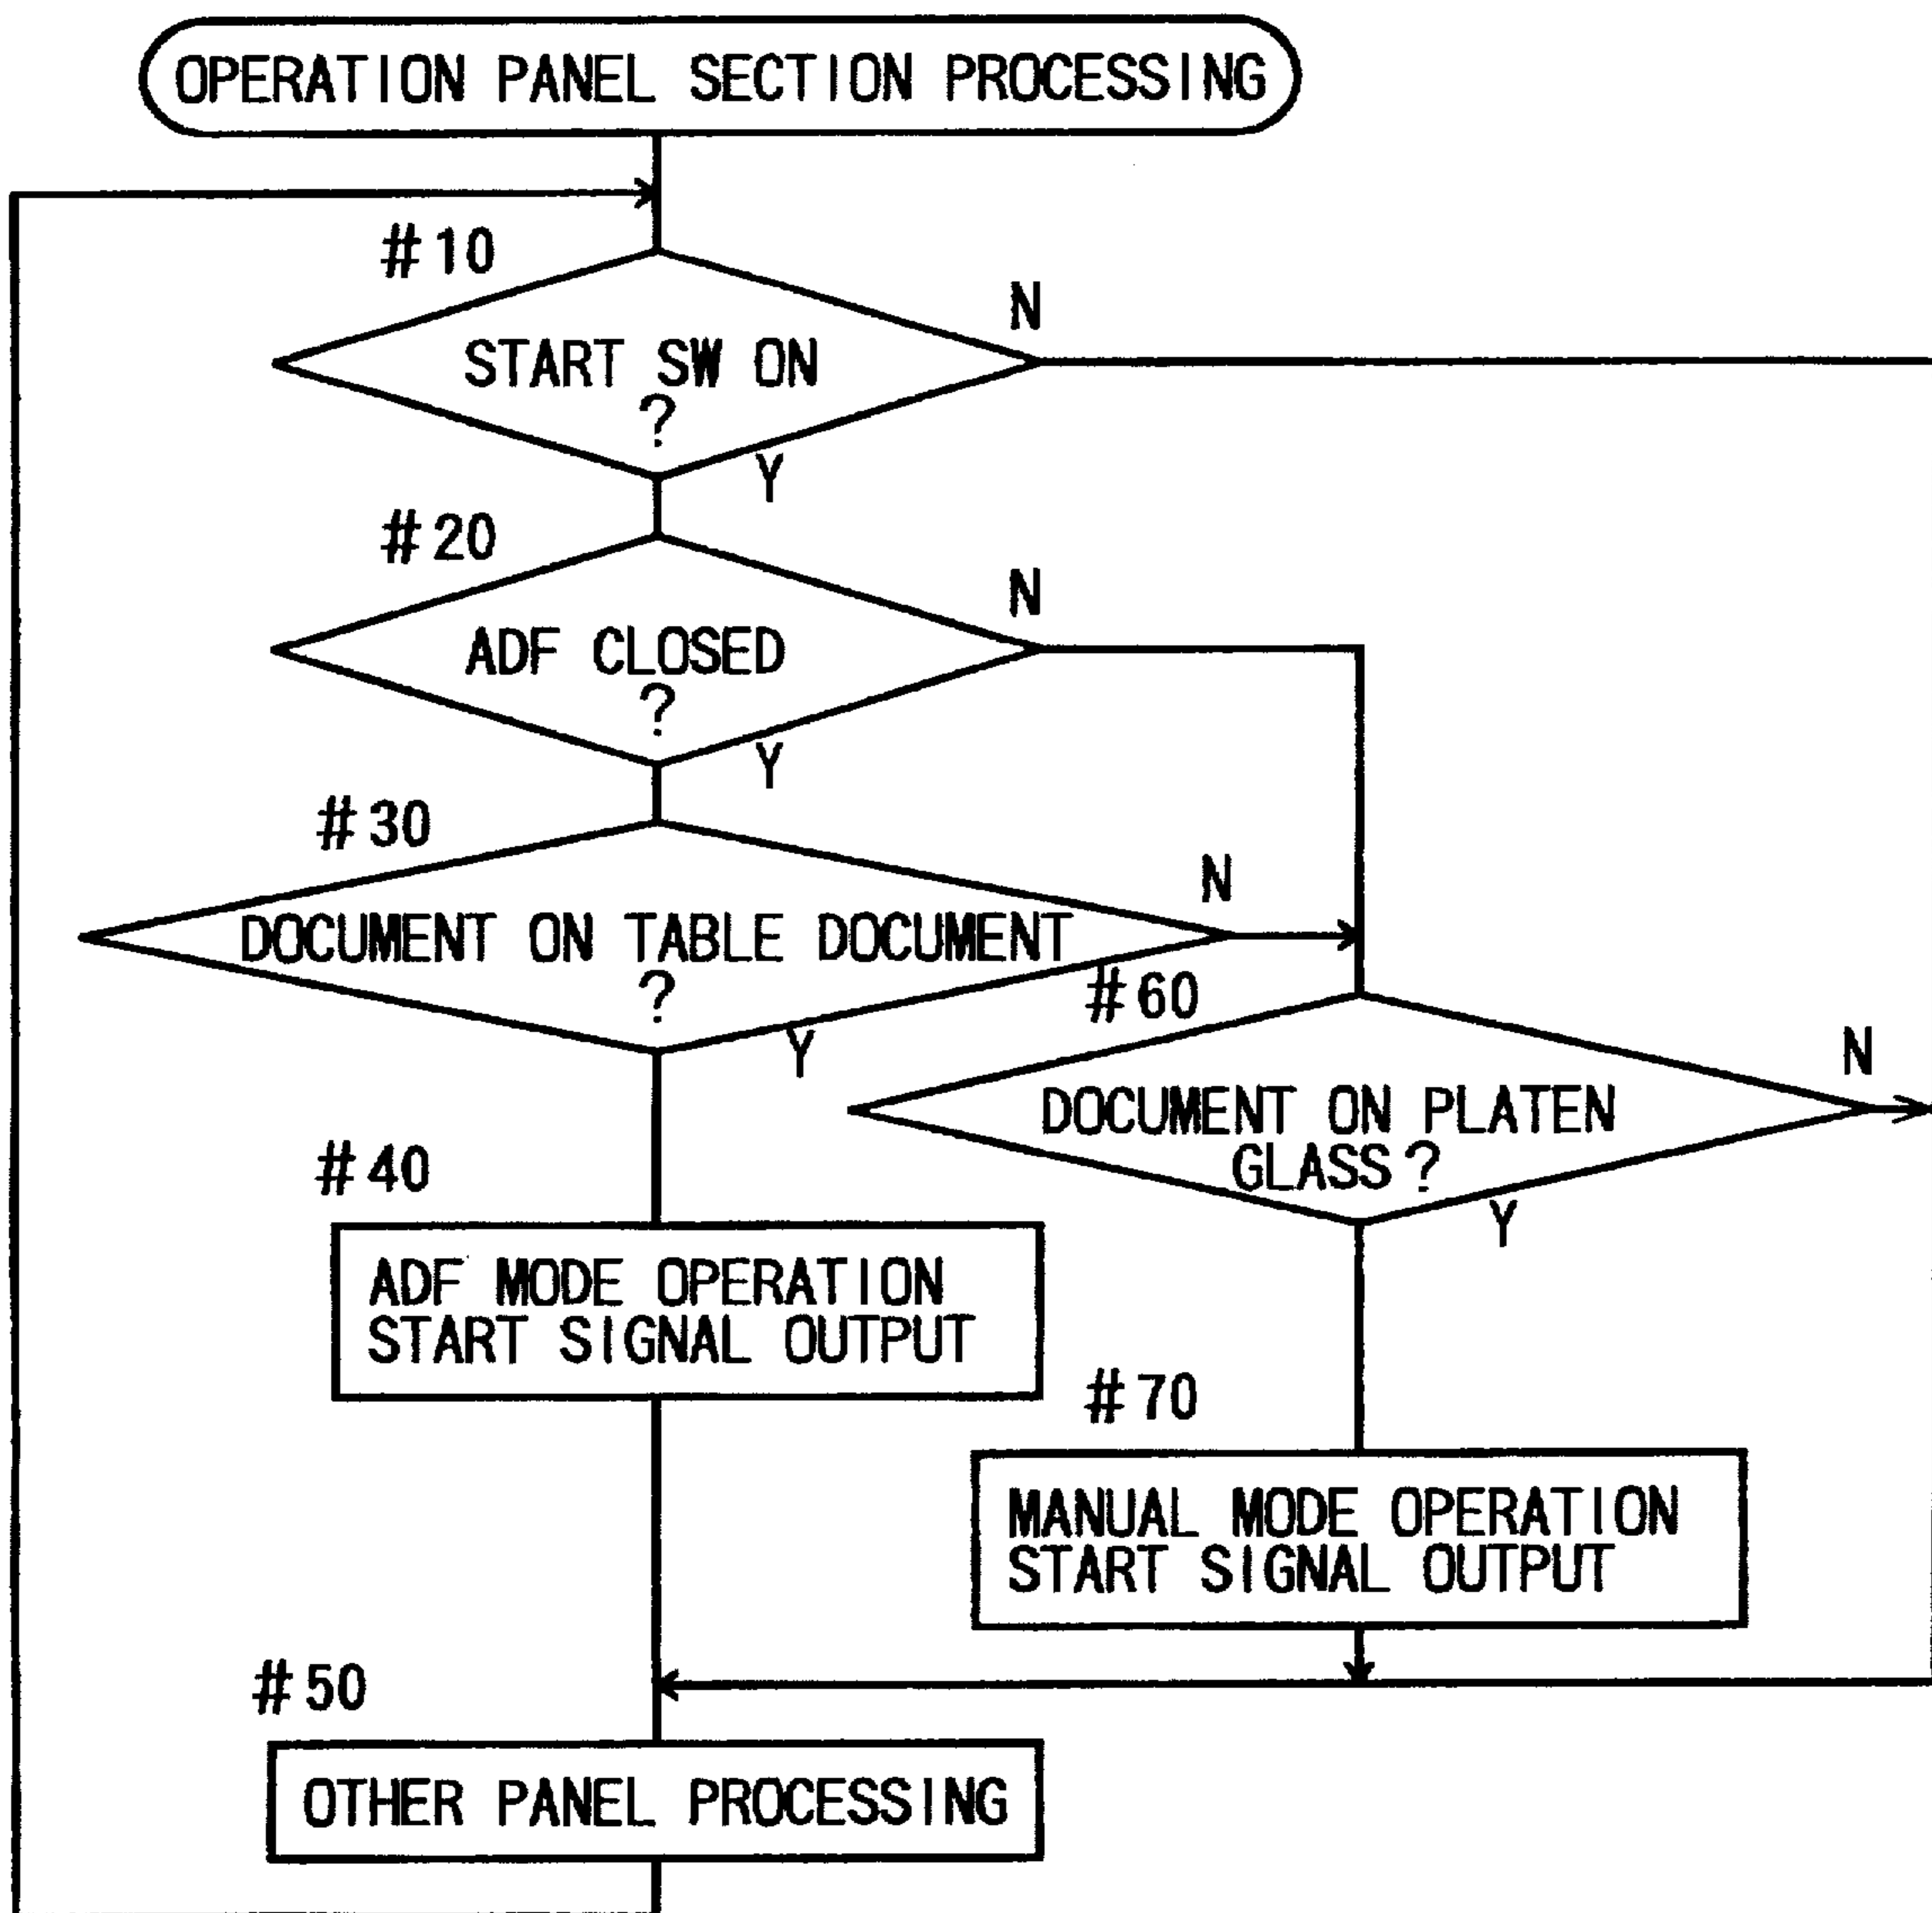 OPERATION PANEL SECTION PROCESSING
#10
N
START SW ON
?
Y
#20
N
ADF CLOSED
?
Y
#30
N
DOCUMENT ON TABLE DOCUMENT
?
Y
#60
N
DOCUMENT ON PLATEN
GLASS?
Y
#40
ADF MODE OPERATION
START SIGNAL OUTPUT
#70
MANUAL MODE OPERATION
START SIGNAL OUTPUT
#50
OTHER PANEL PROCESSING